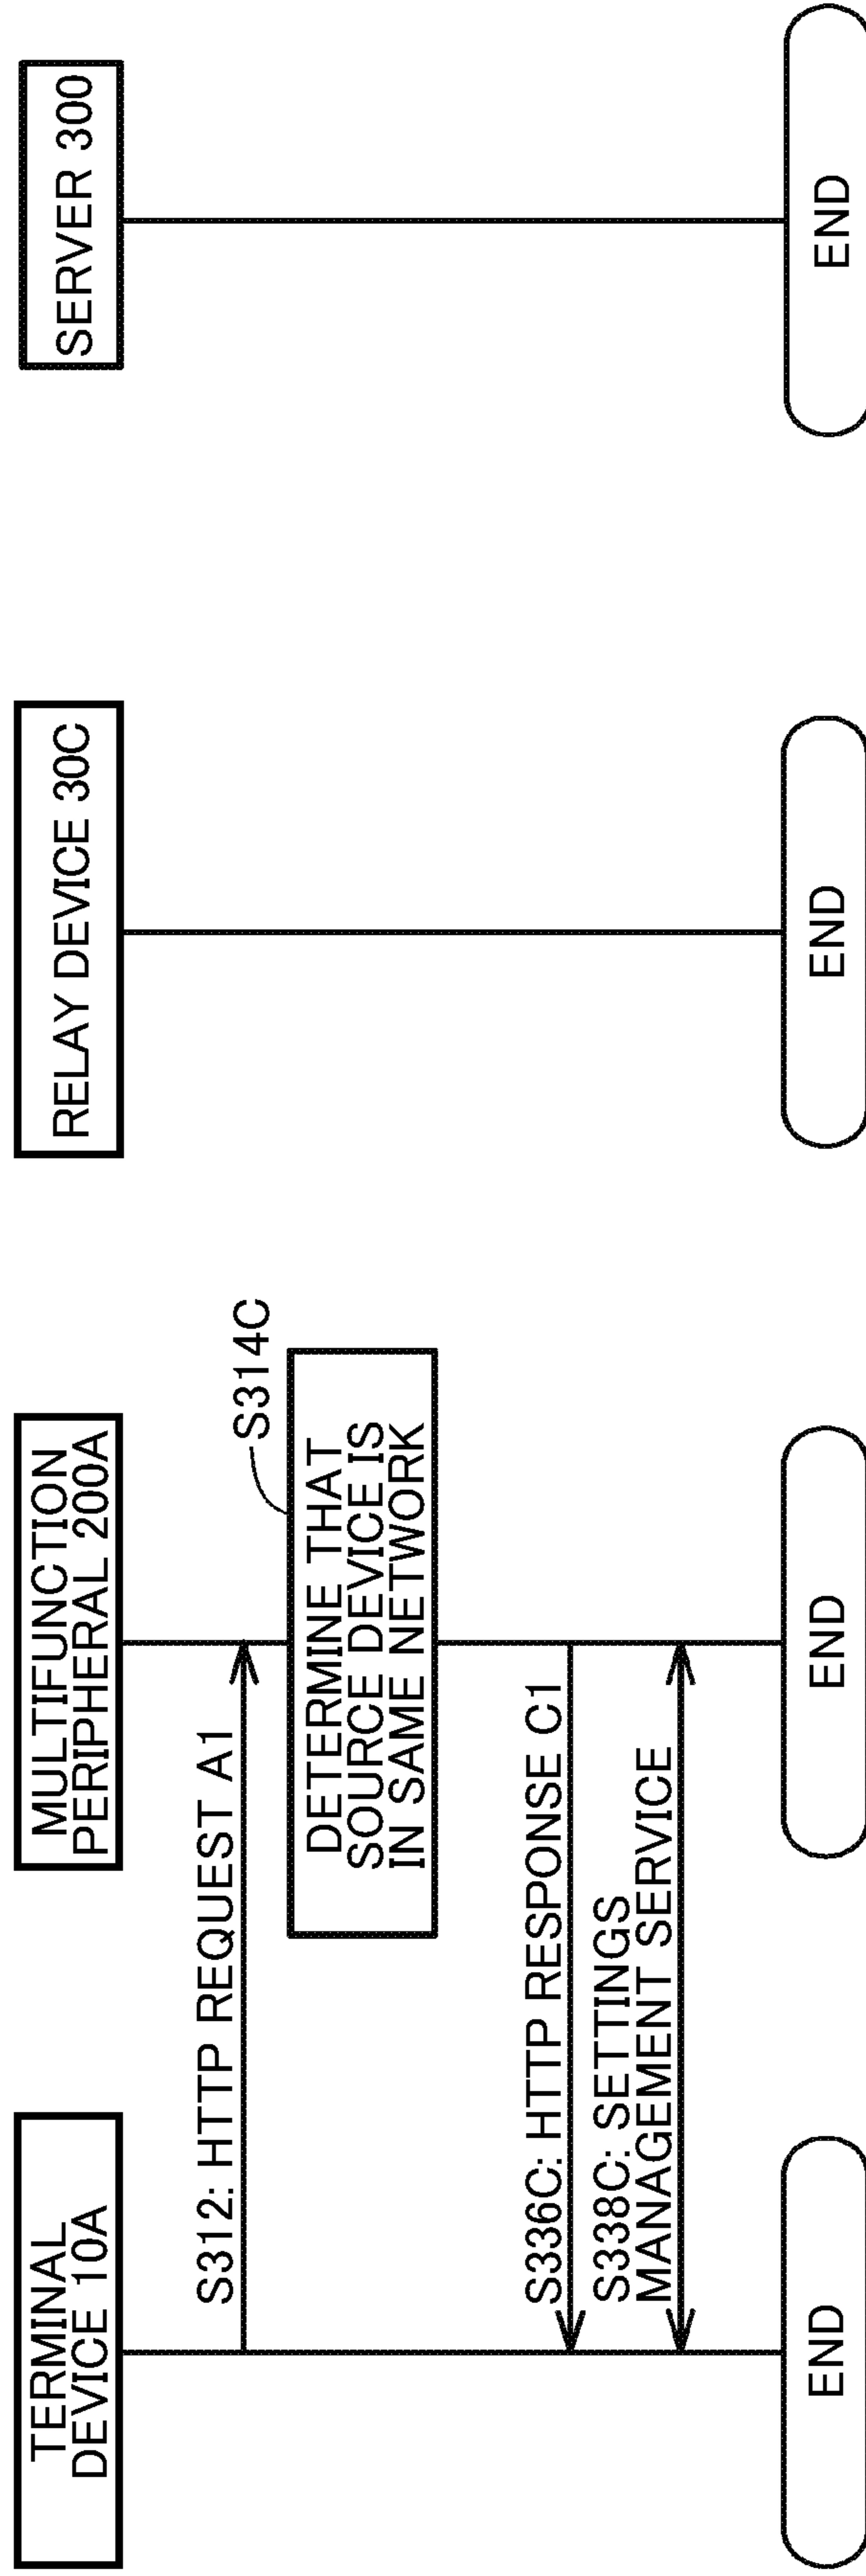 TERMINAL
DEVICE 10A
MULTIFUNCTION
PERIPHERAL 200A
RELAY DEVICE 30C
SERVER 300
S312: HTTP REQUEST A1
S314C
DETERMINE THAT
SOURCE DEVICE IS
IN SAME NETWORK
S336C: HTTP RESPONSE C1
S338C: SETTINGS
MANAGEMENT SERVICE
END
END
END
END